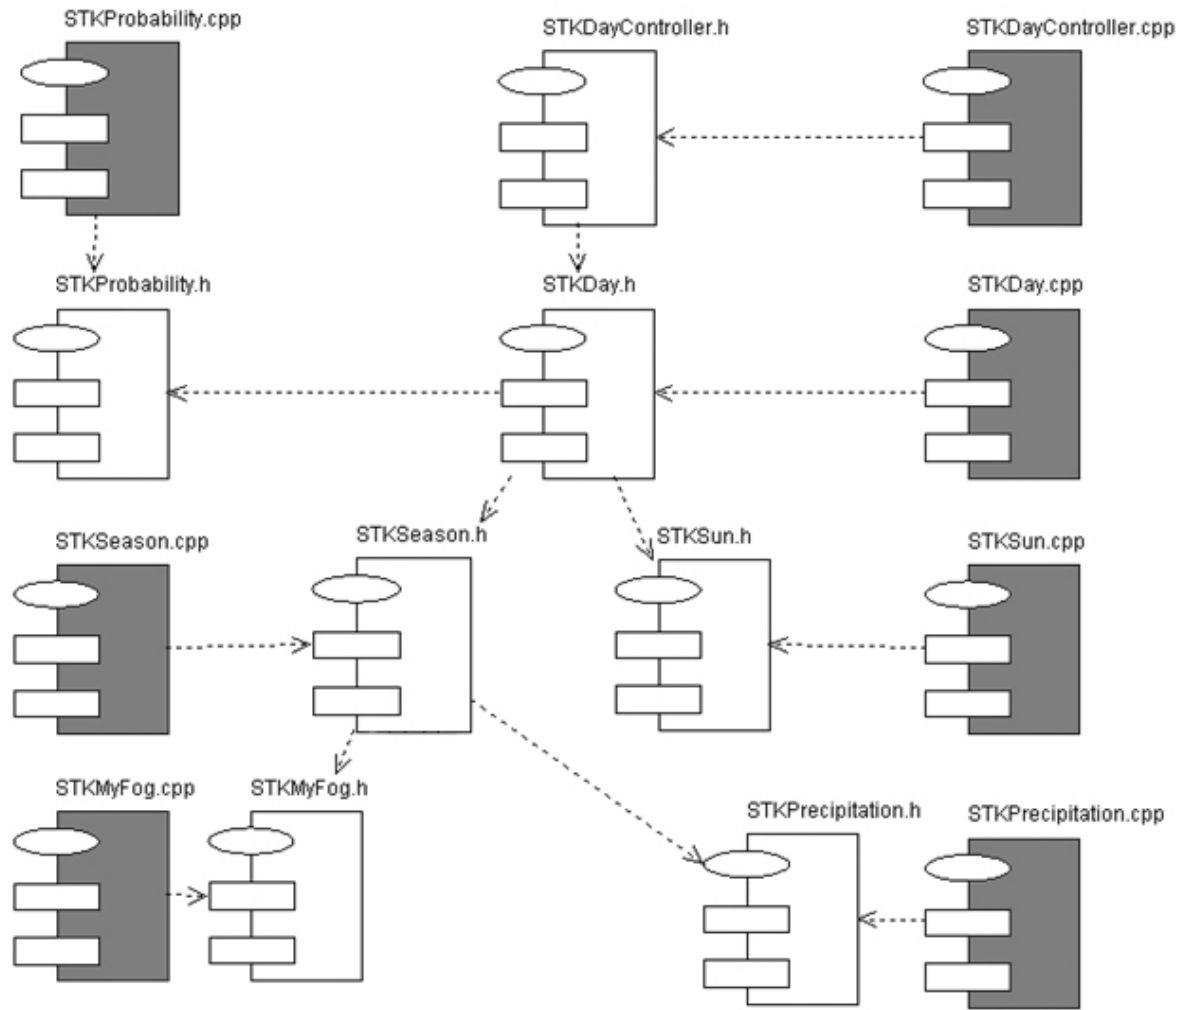 STKProbability.cpp
STKDayController.h
STKDayController.cpp
STKProbability.h
STKDay.h
STKDay.cpp
STKSeason.cpp
STKSeason.h
STKSun.h
STKSun.cpp
STKMyFog.cpp
STKMyFog.h
STKPrecipitation.h
STKPrecipitation.cpp